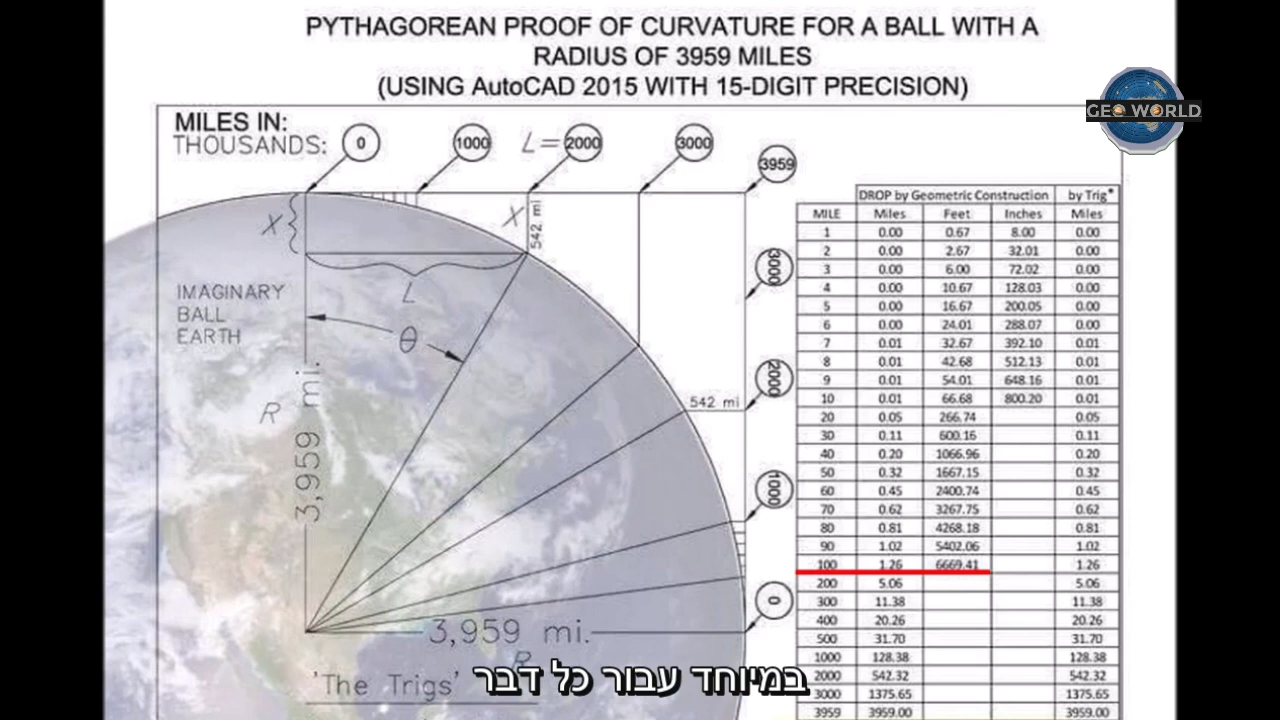 PYTHAGOREAN PROOF OF CURVATURE FOR A BALL WITH A
RADIUS OF 3959 MILES
(USING AutoCAD 2015 WITH 15-DIGIT PRECISION)
GEO WORLD
MILES IN:
THOUSANDS:
0
1000
L=
2000
3000
3959
X
X
542 mi
L
θ
IMAGINARY
BALL
EARTH
R
3,959 mi.
3000
2000
542 mi
1000
0
3,959 mi.
R
'The Trigs'
DROP by Geometric Construction by Trig*
MILE Miles Feet Inches Miles
1 0.00 0.67 8.00 0.00
2 0.00 2.67 32.01 0.00
3 0.00 6.00 72.02 0.00
4 0.00 10.67 128.03 0.00
5 0.00 16.67 200.05 0.00
6 0.00 24.01 288.07 0.00
7 0.01 32.67 392.10 0.01
8 0.01 42.68 512.13 0.01
9 0.01 54.01 648.16 0.01
10 0.01 66.68 800.20 0.01
20 0.05 266.74 0.05
30 0.11 600.16 0.11
40 0.20 1066.96 0.20
50 0.32 1667.15 0.32
60 0.45 2400.74 0.45
70 0.62 3267.75 0.62
80 0.81 4268.18 0.81
90 1.02 5402.06 1.02
100 1.26 6669.41 1.26
200 5.06 5.06
300 11.38 11.38
400 20.26 20.26
500 31.70 31.70
1000 128.38 128.38
2000 542.32 542.32
3000 1375.65 1375.65
3959 3959.00 3959.00
במיוחד עבור כל דבר